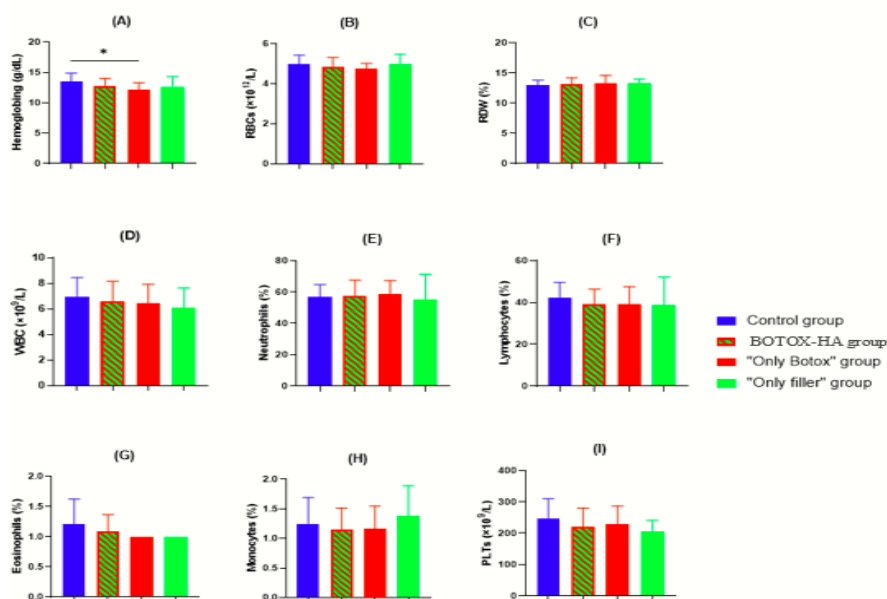 (A)
Hemoglobing (g/dL)
20
15
10
5
0
*
(B)
RBCs (×10¹²/L)
6
4
2
0
(C)
RDW (%)
20
15
10
5
0
(D)
WBC (×10⁹/L)
10
8
6
4
2
0
(E)
Neutrophils (%)
80
60
40
20
0
(F)
Lymphocytes (%)
60
40
20
0
Control group
BOTOX-HA group
"Only Botox" group
"Only filler" group
(G)
Eosinophils (%)
2.0
1.5
1.0
0.5
0.0
(H)
Monocytes (%)
2.0
1.5
1.0
0.5
0.0
(I)
PLTs (×10⁹/L)
400
300
200
100
0